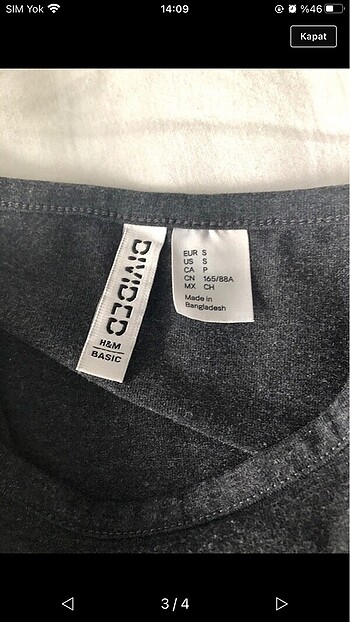 SIM Yok 14:09 %46
Kapat
DIVIDED
H&M
BASIC
EUR S
US S
CA P
CN 165/88A
MX CH
Made in
Bangladesh
3 / 4